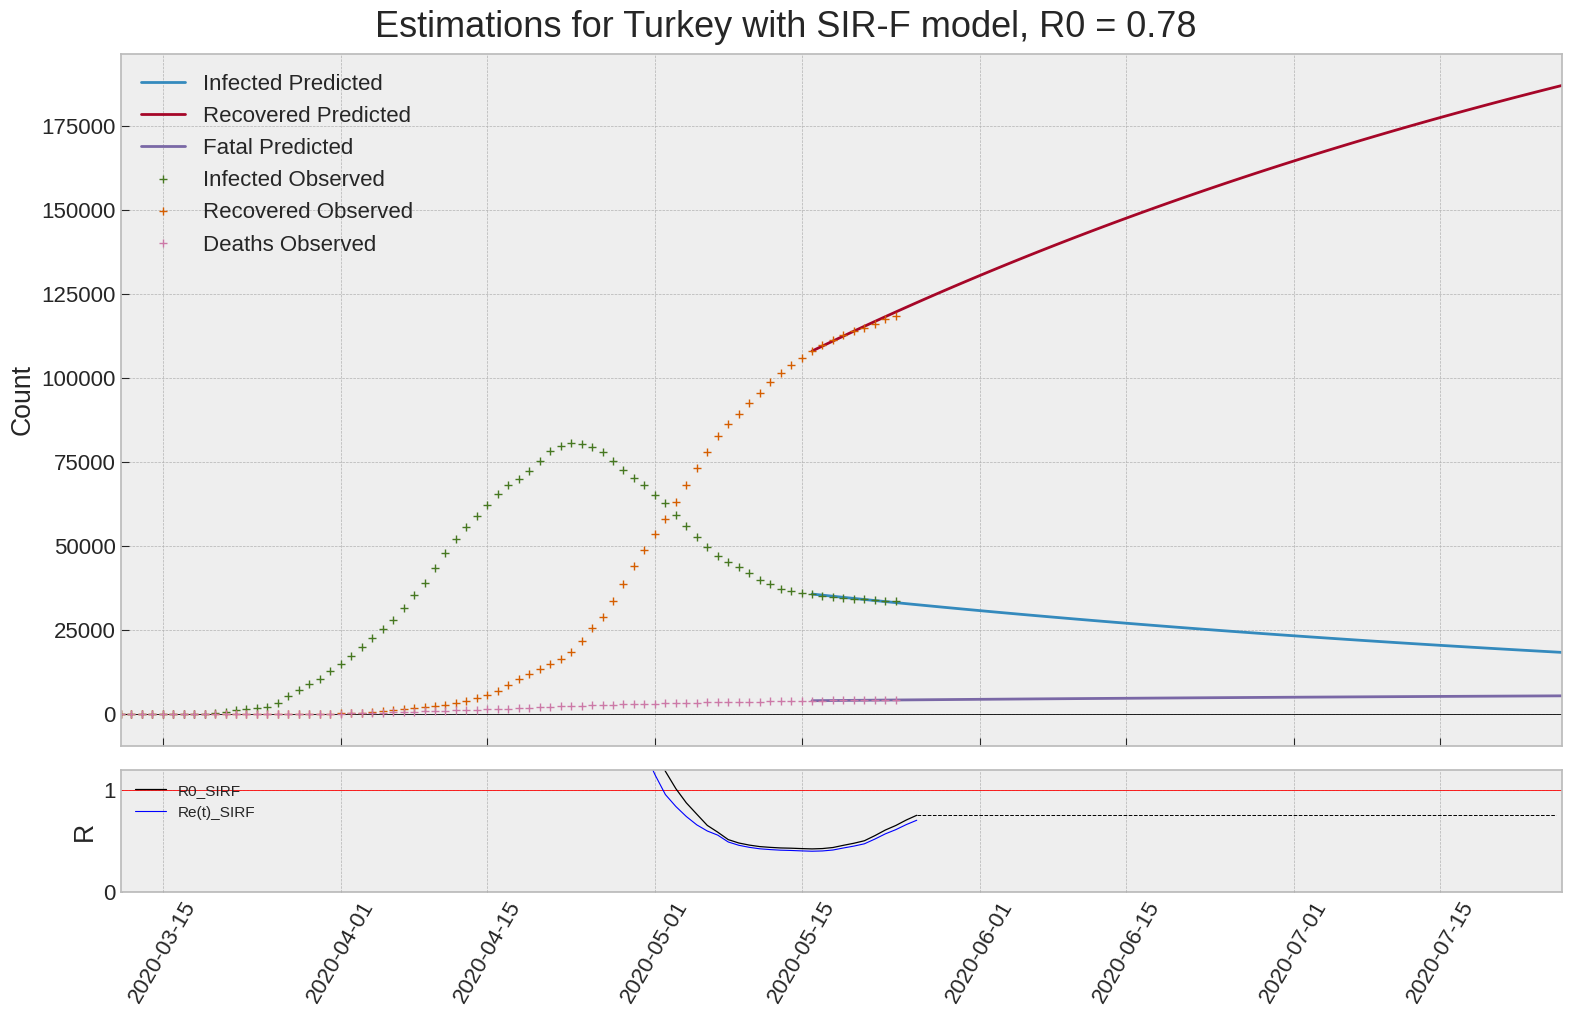 Estimations for Turkey with SIR-F model, R0 = 0.78
Infected Predicted
Recovered Predicted
Fatal Predicted
Infected Observed
Recovered Observed
Deaths Observed
Count
175000
150000
125000
100000
75000
50000
25000
0
R0_SIRF
Re(t)_SIRF
R
1
0
2020-03-15
2020-04-01
2020-04-15
2020-05-01
2020-05-15
2020-06-01
2020-06-15
2020-07-01
2020-07-15